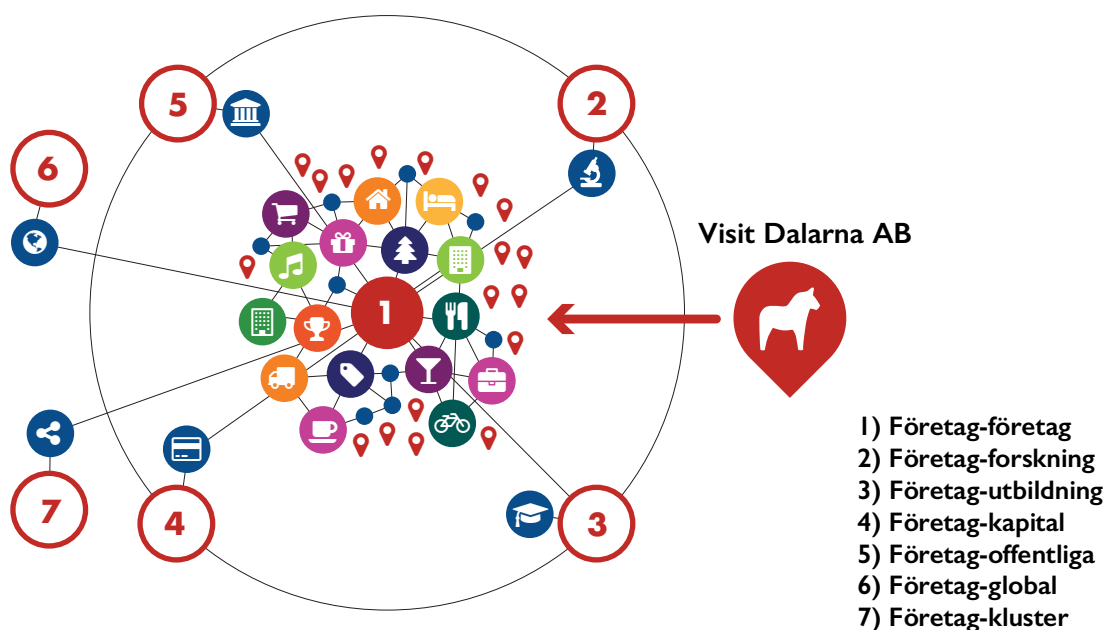 5
2
6
Visit Dalarna AB
1
7
4
3
1) Företag-företag
2) Företag-forskning
3) Företag-utbildning
4) Företag-kapital
5) Företag-offentliga
6) Företag-global
7) Företag-kluster